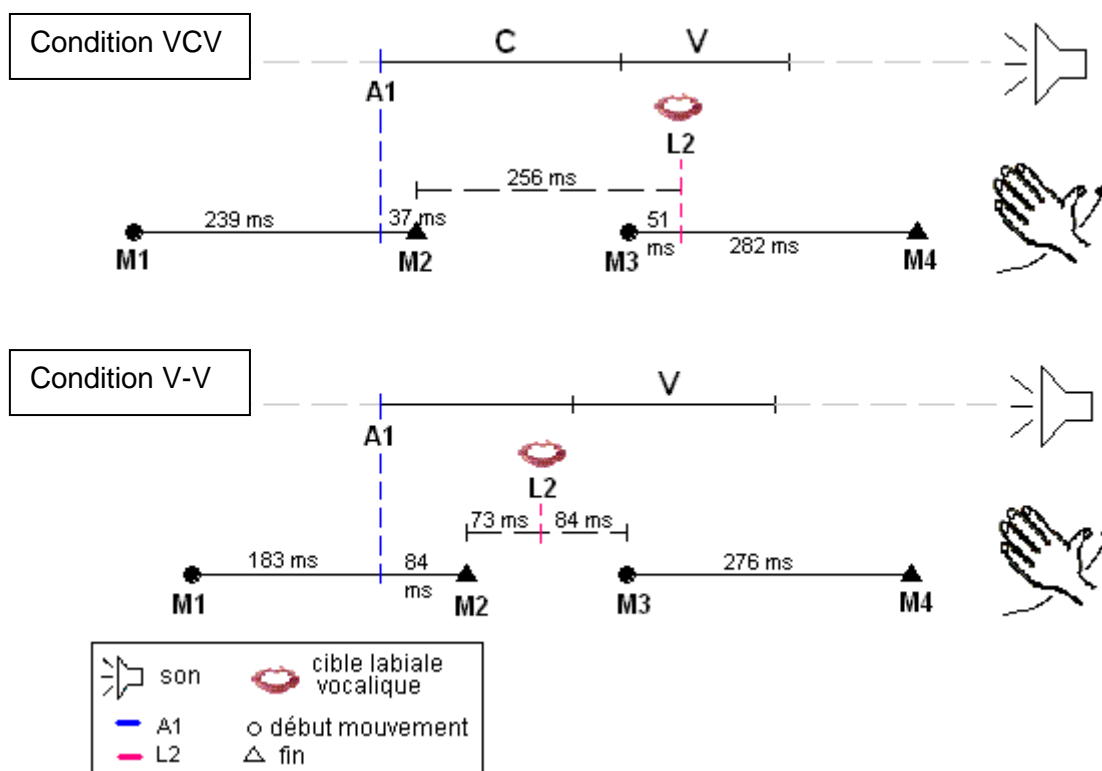 Condition VCV
C V
A1
L2
256 ms
239 ms 37 ms 51
ms
M1 M2 M3 282 ms M4
Condition V-V
V
A1
L2
73 ms 84 ms
183 ms 84
ms 276 ms
M1 M2 M3 M4
son cible labiale
vocalique
A1 début mouvement
L2 fin